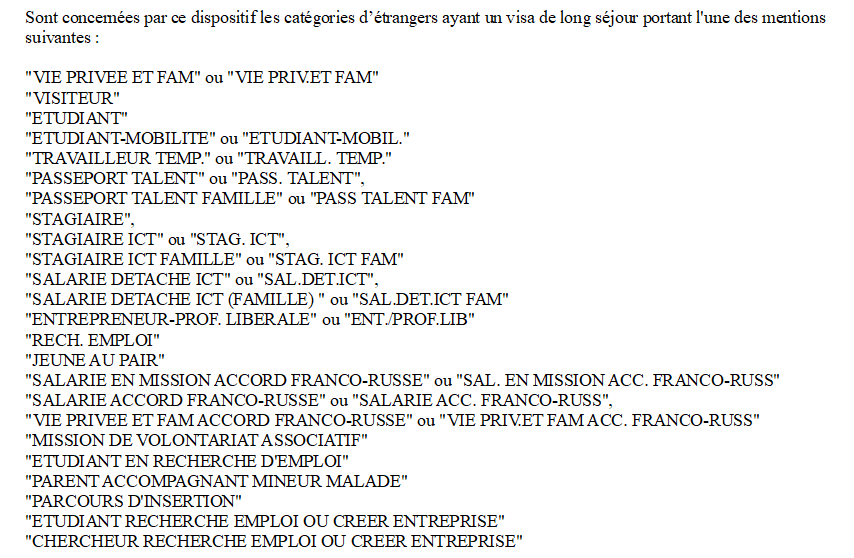 Sont concernées par ce dispositif les catégories d'étrangers ayant un visa de long séjour portant l'une des mentions
suivantes :
"VIE PRIVEE ET FAM" ou "VIE PRIV.ET FAM"
"VISITEUR"
"ETUDIANT"
"ETUDIANT-MOBILITE" ou "ETUDIANT-MOBIL."
"TRAVAILLEUR TEMP." ou "TRAVAILL. TEMP."
"PASSEPORT TALENT" ou "PASS. TALENT",
"PASSEPORT TALENT FAMILLE" ou "PASS TALENT FAM"
"STAGIAIRE",
"STAGIAIRE ICT" ou "STAG. ICT",
"STAGIAIRE ICT FAMILLE" ou "STAG. ICT FAM"
"SALARIE DETACHE ICT" ou "SAL.DET.ICT",
"SALARIE DETACHE ICT (FAMILLE) " ou "SAL.DET.ICT FAM"
"ENTREPRENEUR-PROF. LIBERALE" ou "ENT./PROF.LIB"
"RECH. EMPLOI"
"JEUNE AU PAIR"
"SALARIE EN MISSION ACCORD FRANCO-RUSSE" ou "SAL. EN MISSION ACC. FRANCO-RUSS"
"SALARIE ACCORD FRANCO-RUSSE" ou "SALARIE ACC. FRANCO-RUSS",
"VIE PRIVEE ET FAM ACCORD FRANCO-RUSSE" ou "VIE PRIV.ET FAM ACC. FRANCO-RUSS"
"MISSION DE VOLONTARIAT ASSOCIATIF"
"ETUDIANT EN RECHERCHE D'EMPLOI"
"PARENT ACCOMPAGNANT MINEUR MALADE"
"PARCOURS D'INSERTION"
"ETUDIANT RECHERCHE EMPLOI OU CREER ENTREPRISE"
"CHERCHEUR RECHERCHE EMPLOI OU CREER ENTREPRISE"